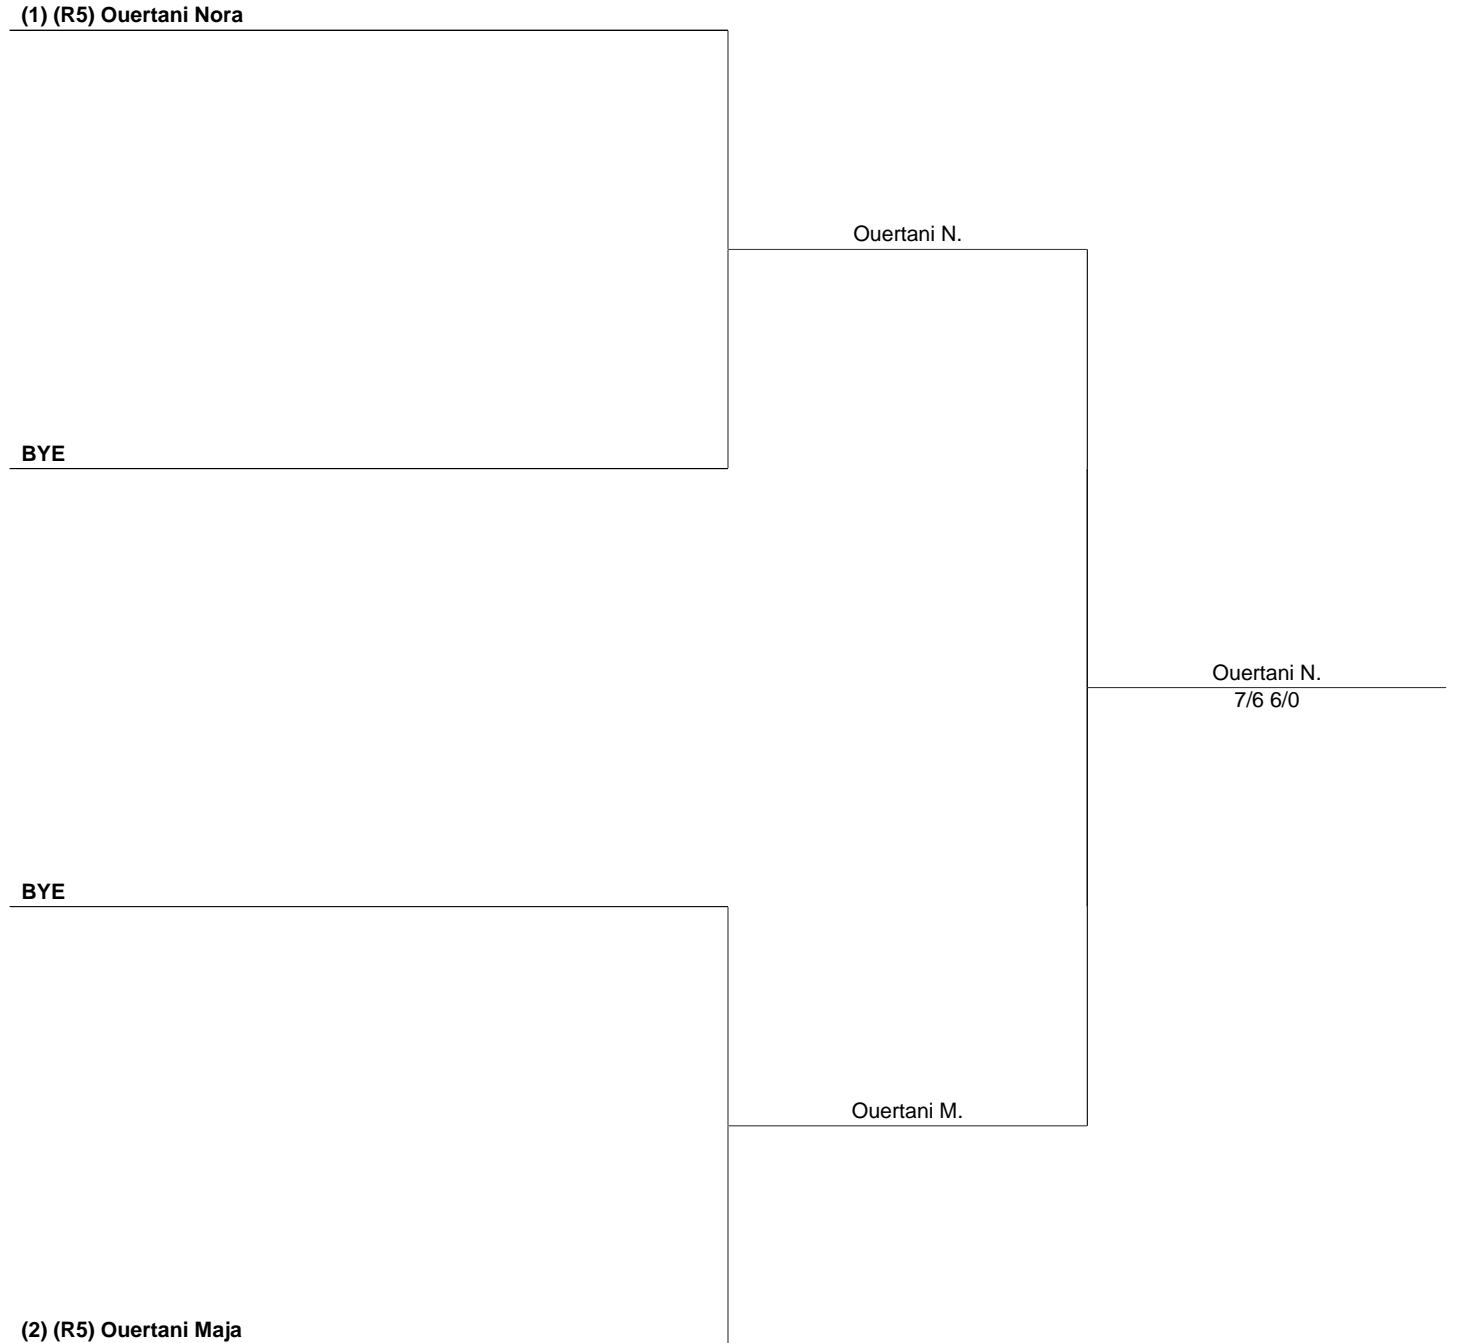 (1) (R5) Ouertani Nora
Ouertani N.
BYE
Ouertani N.
7/6 6/0
BYE
Ouertani M.
(2) (R5) Ouertani Maja